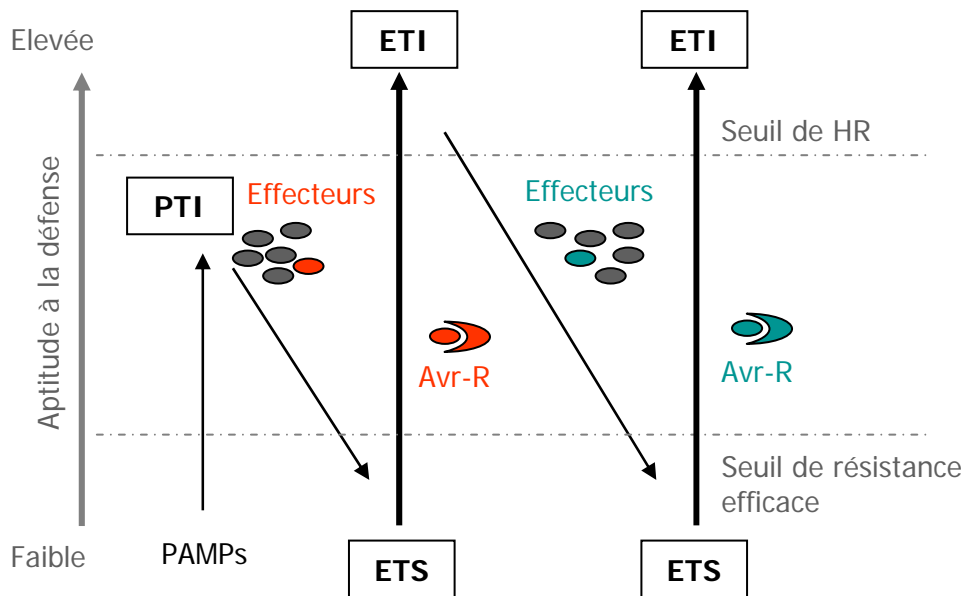 Elevée
ETI
ETI
Seuil de HR
Effecteurs
Effecteurs
PTI
Aptitude à la défense
Avr-R
Avr-R
Seuil de résistance
efficace
Faible
PAMPs
ETS
ETS